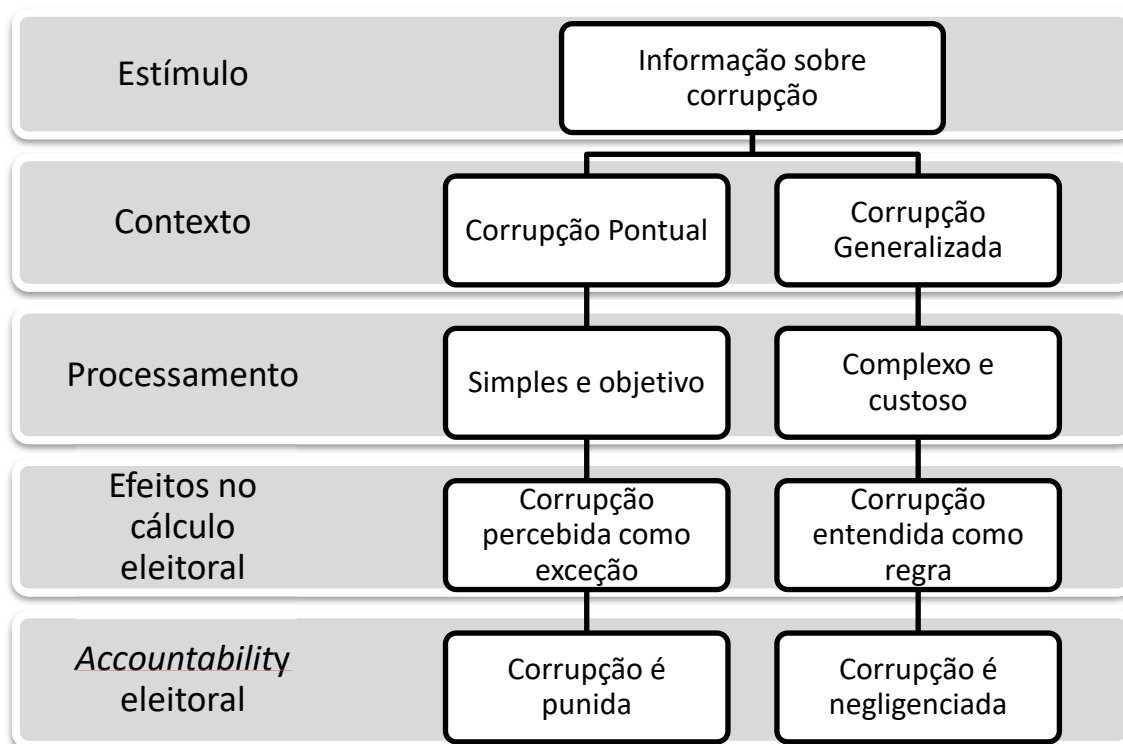 Estímulo
Informação sobre
corrupção
Contexto
Corrupção Pontual
Corrupção
Generalizada
Processamento
Simples e objetivo
Complexo e
custoso
Efeitos no
cálculo
eleitoral
Corrupção
percebida como
exceção
Corrupção
entendida como
regra
Accountability
eleitoral
Corrupção é
punida
Corrupção é
negligenciada